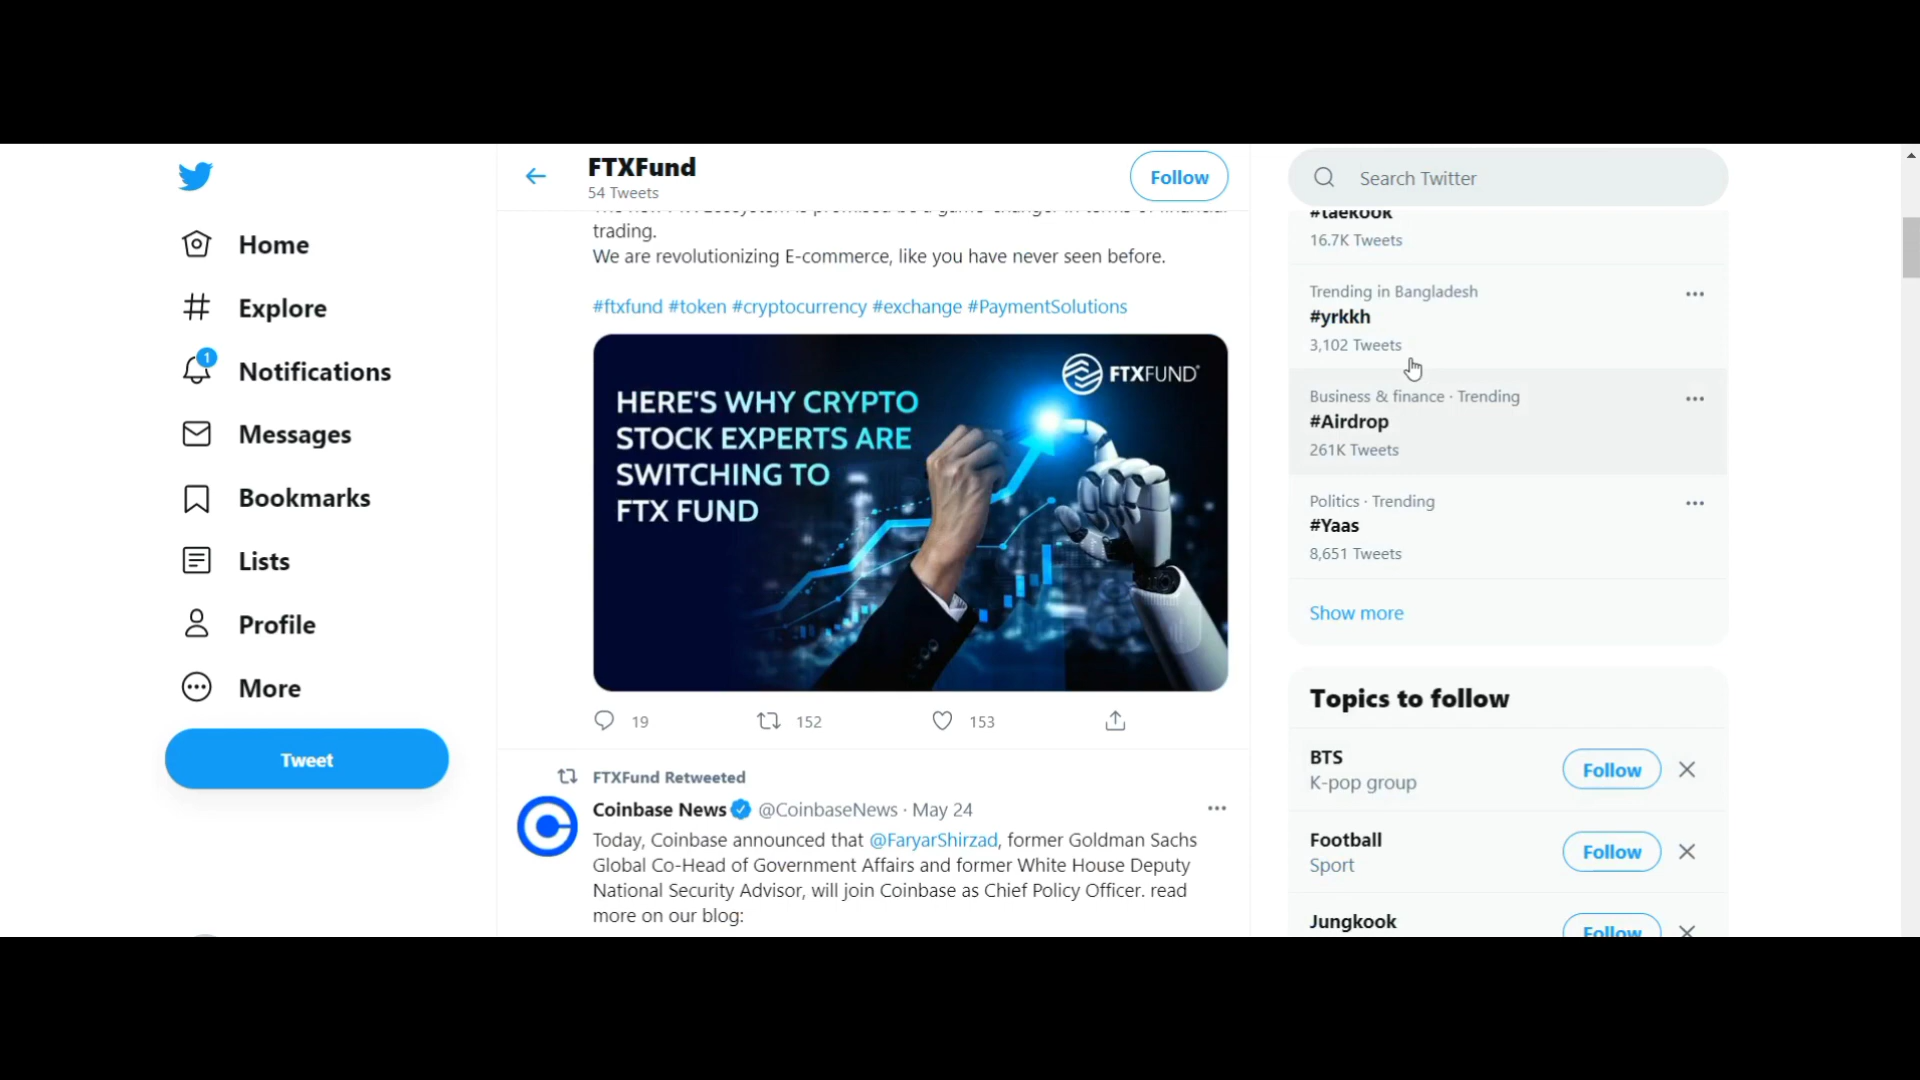 FTXFund
54 Tweets
Follow
Search Twitter
Home
Explore
1
Notifications
Messages
Bookmarks
Lists
Profile
More
Tweet
trading.
We are revolutionizing E-commerce, like you have never seen before.
#ftxfund #token #cryptocurrency #exchange #PaymentSolutions
FTXFUND
HERE'S WHY CRYPTO
STOCK EXPERTS ARE
SWITCHING TO
FTX FUND
19 152 153
FTXFund Retweeted
Coinbase News @CoinbaseNews · May 24
Today, Coinbase announced that @FaryarShirzad, former Goldman Sachs
Global Co-Head of Government Affairs and former White House Deputy
National Security Advisor, will join Coinbase as Chief Policy Officer. read
more on our blog:
#taekook
16.7K Tweets
Trending in Bangladesh
#yrkkh
3,102 Tweets
Business & finance · Trending
#Airdrop
261K Tweets
Politics · Trending
#Yaas
8,651 Tweets
Show more
Topics to follow
BTS
K-pop group
Follow
Football
Sport
Follow
Jungkook
Follow